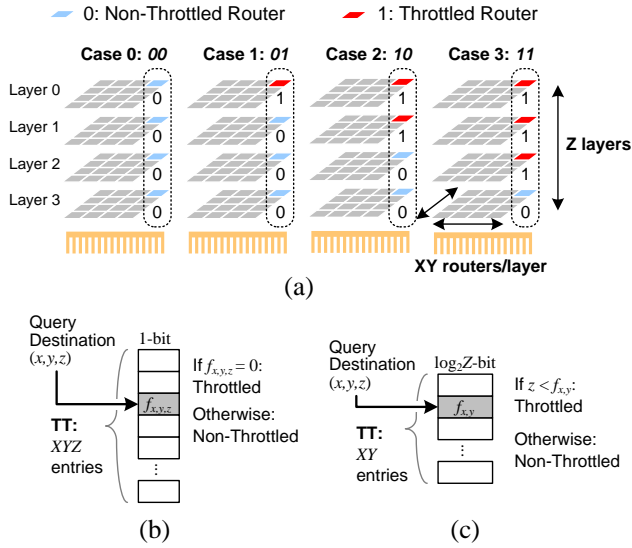 0: Non-Throttled Router
1: Throttled Router
Case 0: 00
Case 1: 01
Case 2: 10
Case 3: 11
Layer 0
0
1
1
1
Layer 1
0
0
1
1
Layer 2
0
0
0
1
Layer 3
0
0
0
0
Z layers
XY routers/layer
(a)
Query
Destination
(x,y,z)
1-bit
f_{x,y,z}
TT:
XYZ
entries
If f_{x,y,z} = 0:
Throttled
Otherwise:
Non-Throttled
(b)
Query
Destination
(x,y,z)
log₂Z-bit
f_{x,y}
TT:
XY
entries
If z < f_{x,y}:
Throttled
Otherwise:
Non-Throttled
(c)